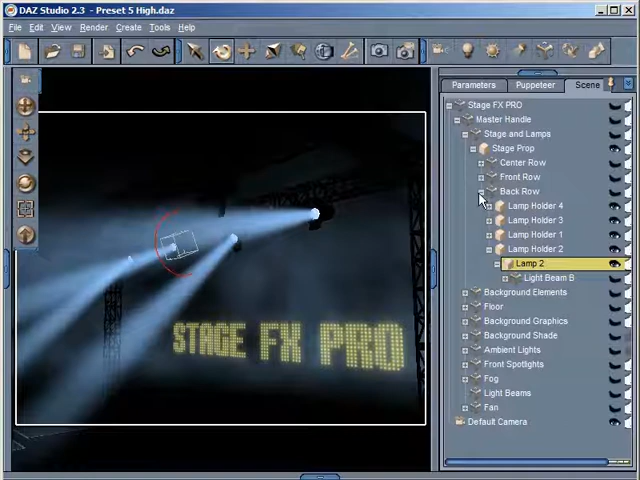 DAZ Studio 2.3 - Preset 5 High.daz
File Edit View Render Create Tools Help
Parameters Puppeteer Scene
Stage FX PRO
Master Handle
Stage and Lamps
Stage Prop
Center Row
Front Row
Back Row
Lamp Holder 4
Lamp Holder 3
Lamp Holder 1
Lamp Holder 2
Lamp 2
Light Beam B
Background Elements
Floor
Background Graphics
Background Shade
Ambient Lights
Front Spotlights
Fog
Light Beams
Fan
Default Camera
STAGE FX PRO